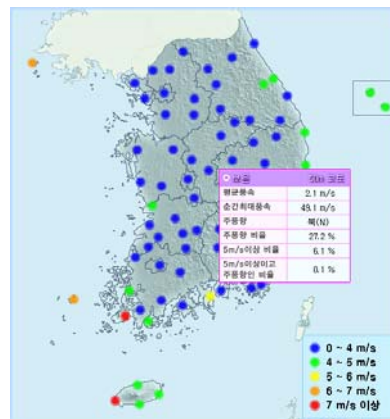 평균풍속 2.1 m/s
순간최대풍속 49.1 m/s
주풍향 북(N)
주풍향 비율 27.2 %
5m/s이상 비율 6.1 %
5m/s이상이고
주풍향인 비율 0.1 %
0 ~ 4 m/s
4 ~ 5 m/s
5 ~ 6 m/s
6 ~ 7 m/s
7 m/s 이상